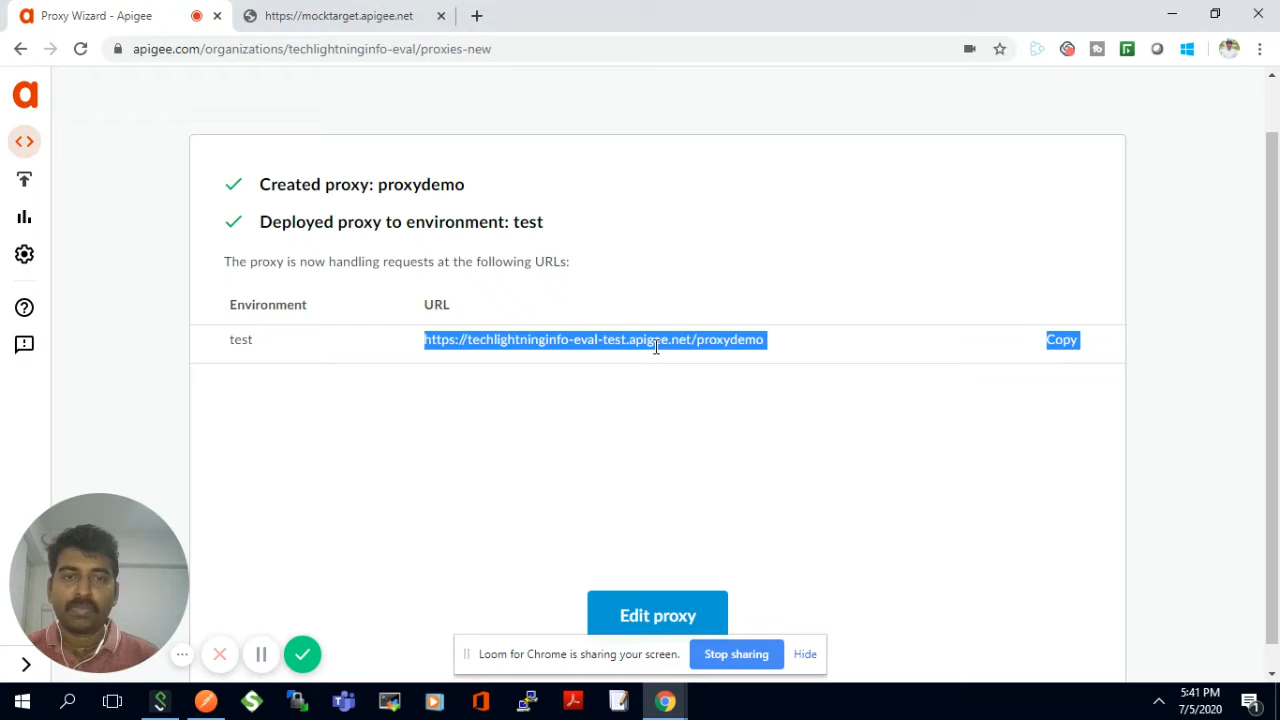 Proxy Wizard - Apigee
https://mocktarget.apigee.net
apigee.com/organizations/techlightninginfo-eval/proxies-new
Created proxy: proxydemo
Deployed proxy to environment: test
The proxy is now handling requests at the following URLs:
Environment URL
test https://techlightninginfo-eval-test.apigee.net/proxydemo Copy
Edit proxy
Loom for Chrome is sharing your screen. Stop sharing Hide
5:41 PM
7/5/2020